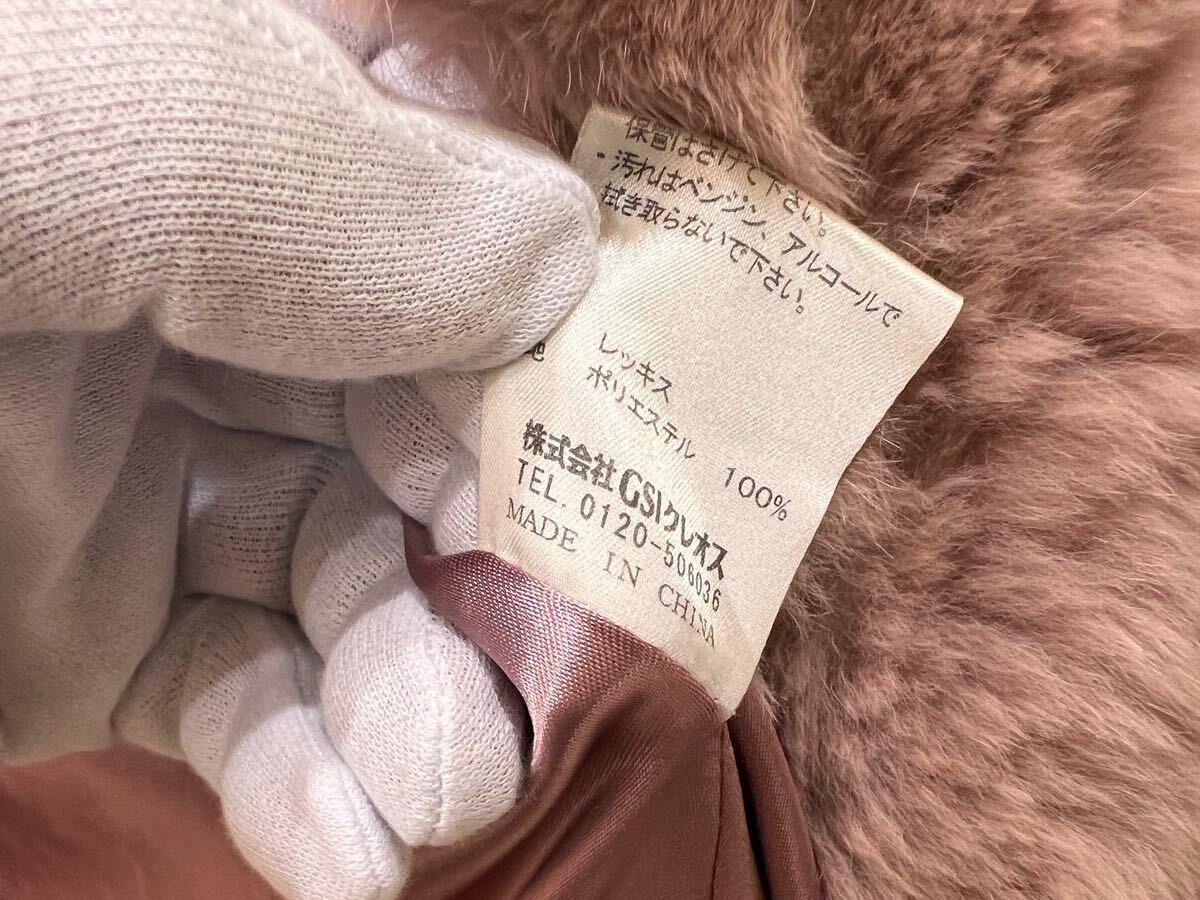 保管はさけて下さい。
・汚れはベンジン、アルコールで
拭き取らないで下さい。
レッキス
地 ポリエステル 100%
株式会社GSIクレオス
TEL. 0120-506036
MADE IN CHINA